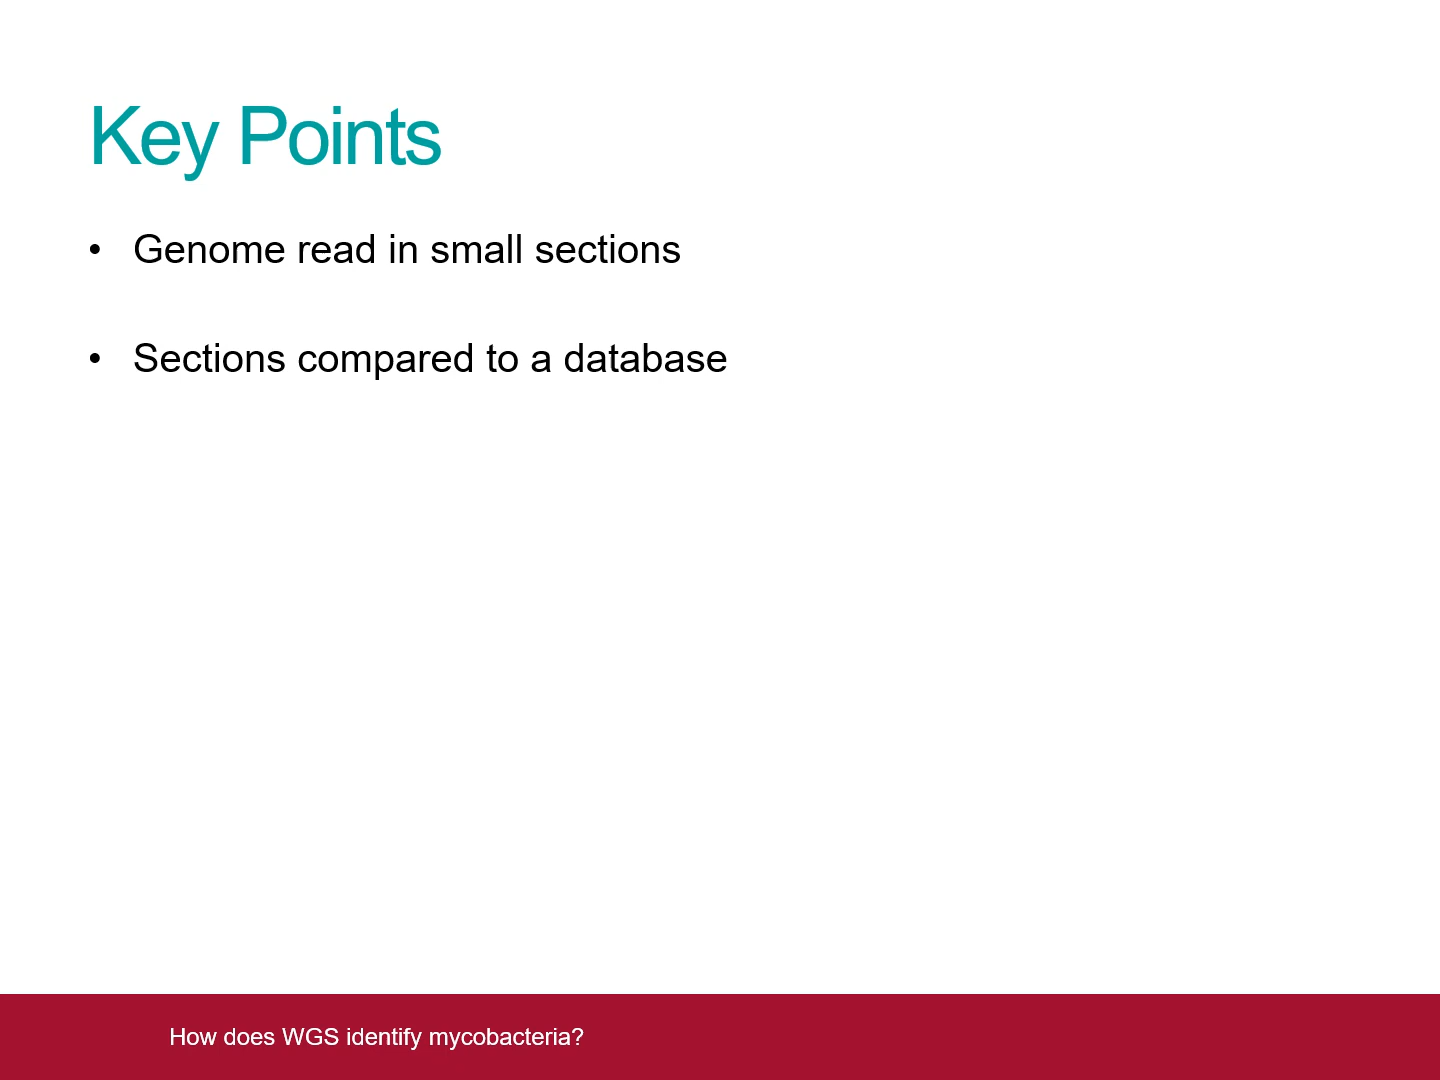 Key Points
• Genome read in small sections
• Sections compared to a database
How does WGS identify mycobacteria?